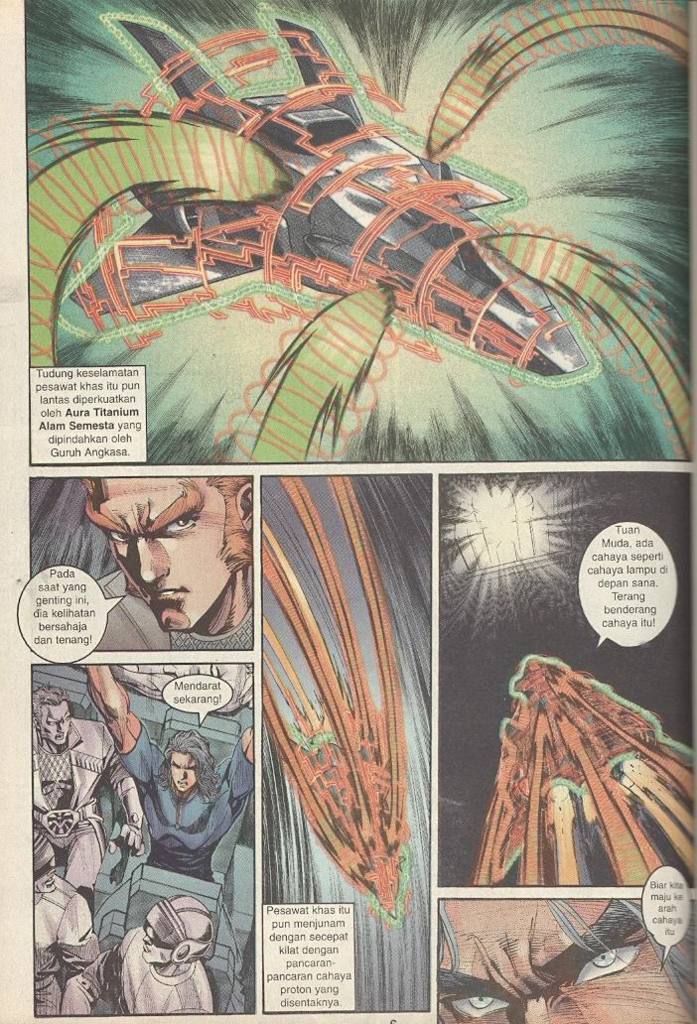 Tudung keselamatan
pesawat khas itu pun
lantas diperkuatkan
oleh Aura Titanium
Alam Semesta yang
dipindahkan oleh
Guruh Angkasa.
Pada
saat yang
genting ini,
dia kelihatan
bersahaja
dan tenang!
Mendarat
sekarang!
Pesawat khas itu
pun menjunam
dengan secepat
kilat dengan
pancaran-
pancaran cahaya
proton yang
disentaknya.
Tuan
Muda, ada
cahaya seperti
cahaya lampu di
depan sana.
Terang
benderang
cahaya itu!
Biar kita
maju ke
arah
cahaya
itu
6